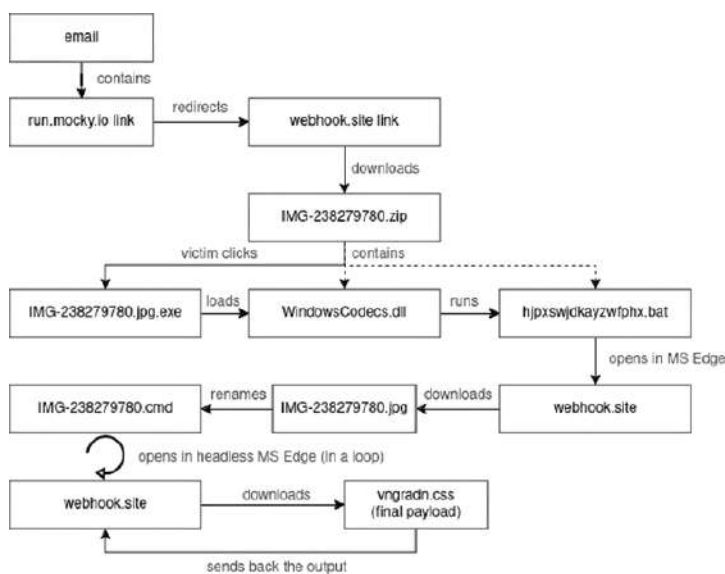 email
contains
run.mocky.io link
redirects
webhook.site link
downloads
IMG-238279780.zip
victim clicks
contains
IMG-238279780.jpg.exe
loads
WindowsCodecs.dll
runs
hjpxswjdkayzwfphx.bat
opens in MS Edge
IMG-238279780.cmd
renames
IMG-238279780.jpg
downloads
webhook.site
opens in headless MS Edge (in a loop)
webhook.site
downloads
vngradn.css
(final payload)
sends back the output